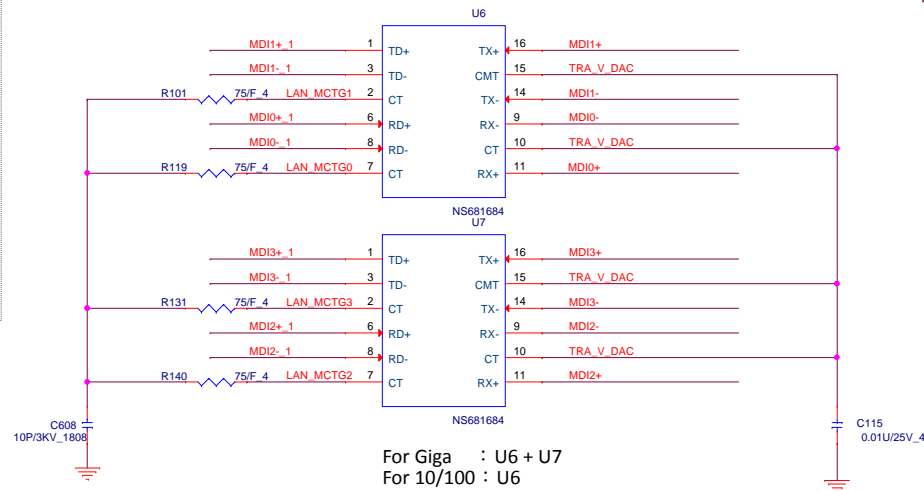 U6
MDI1+_1 1 TD+ TX+ 16 MDI1+
MDI1-_1 3 TD- CMT 15 TRA_V_DAC
R101 75/F_4 LAN_MCTG1 2 CT TX- 14 MDI1-
MDI0+_1 6 RD+ RX- 9 MDI0-
MDI0-_1 8 RD- CT 10 TRA_V_DAC
R119 75/F_4 LAN_MCTG0 7 CT RX+ 11 MDI0+
NS681684
U7
MDI3+_1 1 TD+ TX+ 16 MDI3+
MDI3-_1 3 TD- CMT 15 TRA_V_DAC
R131 75/F_4 LAN_MCTG3 2 CT TX- 14 MDI3-
MDI2+_1 6 RD+ RX- 9 MDI2-
MDI2-_1 8 RD- CT 10 TRA_V_DAC
R140 75/F_4 LAN_MCTG2 7 CT RX+ 11 MDI2+
NS681684
C608
10P/3KV_1808
C115
0.01U/25V_4
For Giga : U6 + U7
For 10/100 : U6